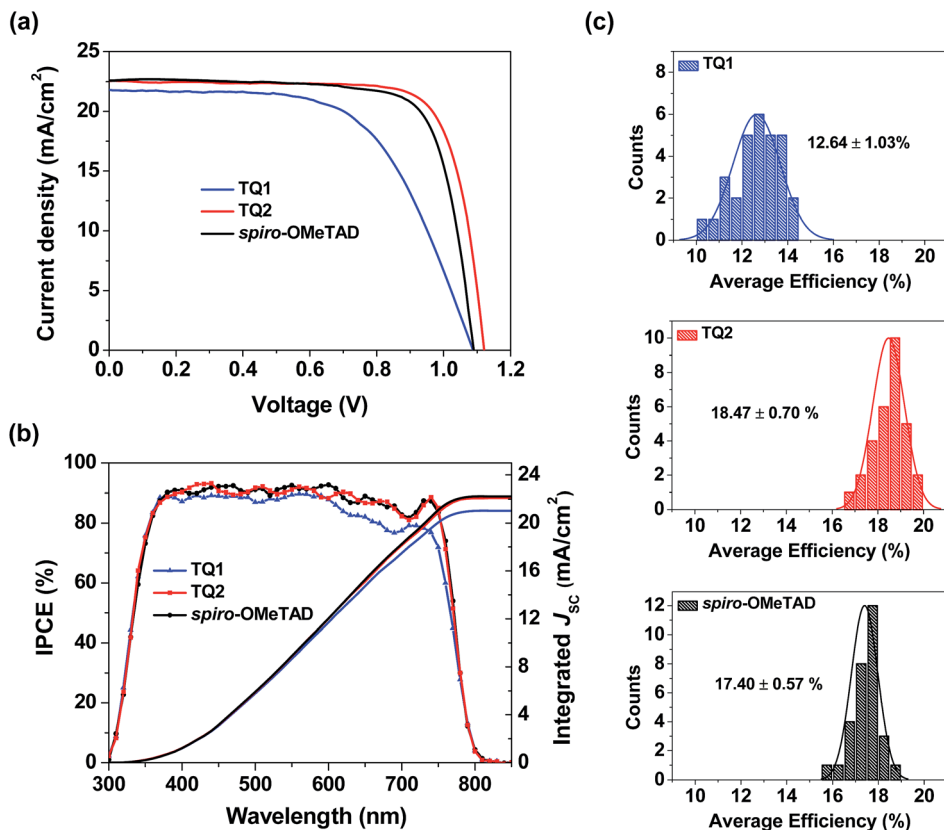 (a)
25
20
15
10
5
0
0.0 0.2 0.4 0.6 0.8 1.0 1.2
Current density (mA/cm²)
Voltage (V)
TQ1
TQ2
spiro-OMeTAD
(b)
100
80
60
40
20
0
300 400 500 600 700 800
24
20
16
12
8
4
0
IPCE (%)
Integrated J_SC (mA/cm²)
Wavelength (nm)
TQ1
TQ2
spiro-OMeTAD
(c)
TQ1
12.64 ± 1.03%
8
6
4
2
0
10 12 14 16 18 20
Counts
Average Efficiency (%)
TQ2
18.47 ± 0.70 %
10
8
6
4
2
0
10 12 14 16 18 20
Counts
Average Efficiency (%)
spiro-OMeTAD
17.40 ± 0.57 %
12
10
8
6
4
2
0
10 12 14 16 18 20
Counts
Average Efficiency (%)